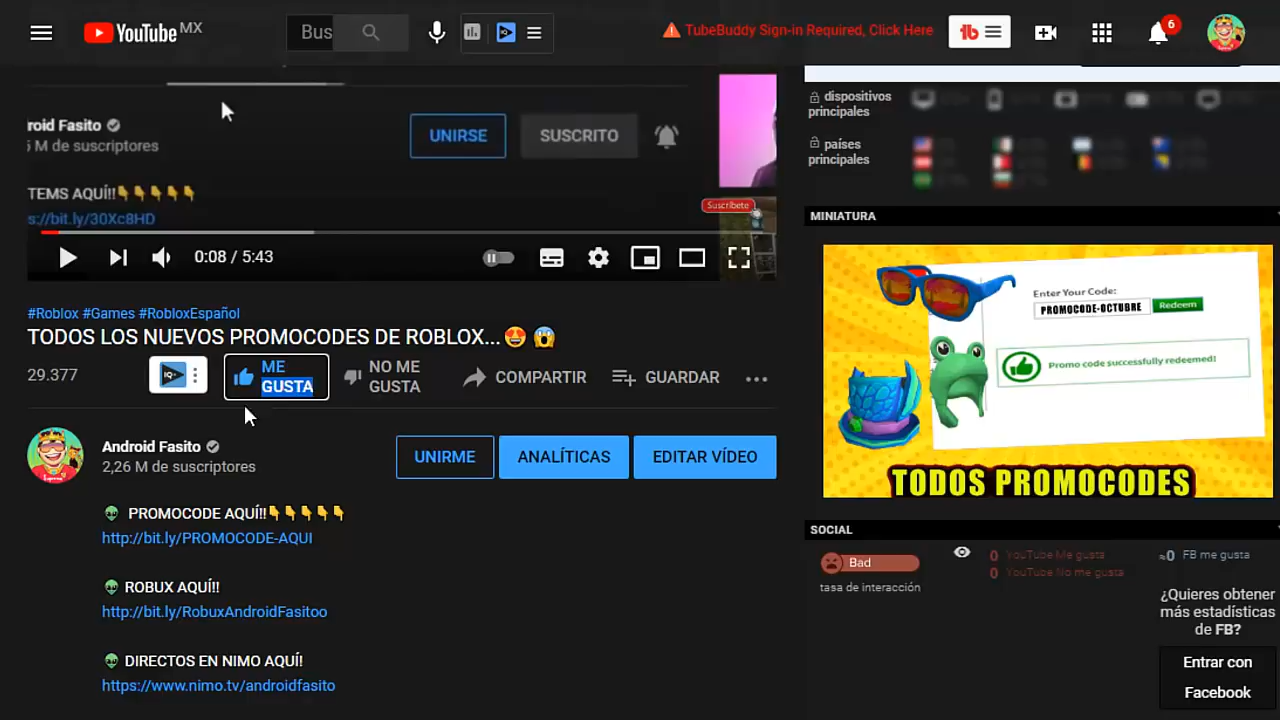 YouTube MX
Bus
TubeBuddy Sign-in Required, Click Here
6
roid Fasito
M de suscriptores
UNIRSE
SUSCRITO
TEMS AQUÍ!!👇👇👇👇👇
s://bit.ly/30Xc8HD
Suscríbete
0:08 / 5:43
#Roblox #Games #RobloxEspañol
TODOS LOS NUEVOS PROMOCODES DE ROBLOX...😍 😱
29.377
IQ
ME GUSTA
NO ME GUSTA
COMPARTIR
GUARDAR
Android Fasito
2,26 M de suscriptores
UNIRME
ANALÍTICAS
EDITAR VÍDEO
👽 PROMOCODE AQUÍ!!👇👇👇👇👇
http://bit.ly/PROMOCODE-AQUI
👽 ROBUX AQUÍ!!
http://bit.ly/RobuxAndroidFasitoo
👽 DIRECTOS EN NIMO AQUÍ!
https://www.nimo.tv/androidfasito
dispositivos
principales
países
principales
MINIATURA
Enter Your Code:
PROMOCODE-OCTUBRE
Redeem
Promo code successfully redeemed!
TODOS PROMOCODES
SOCIAL
Bad
tasa de interacción
0 YouTube Me gusta
0 YouTube No me gusta
≈0 FB me gusta
¿Quieres obtener
más estadísticas
de FB?
Entrar con
Facebook